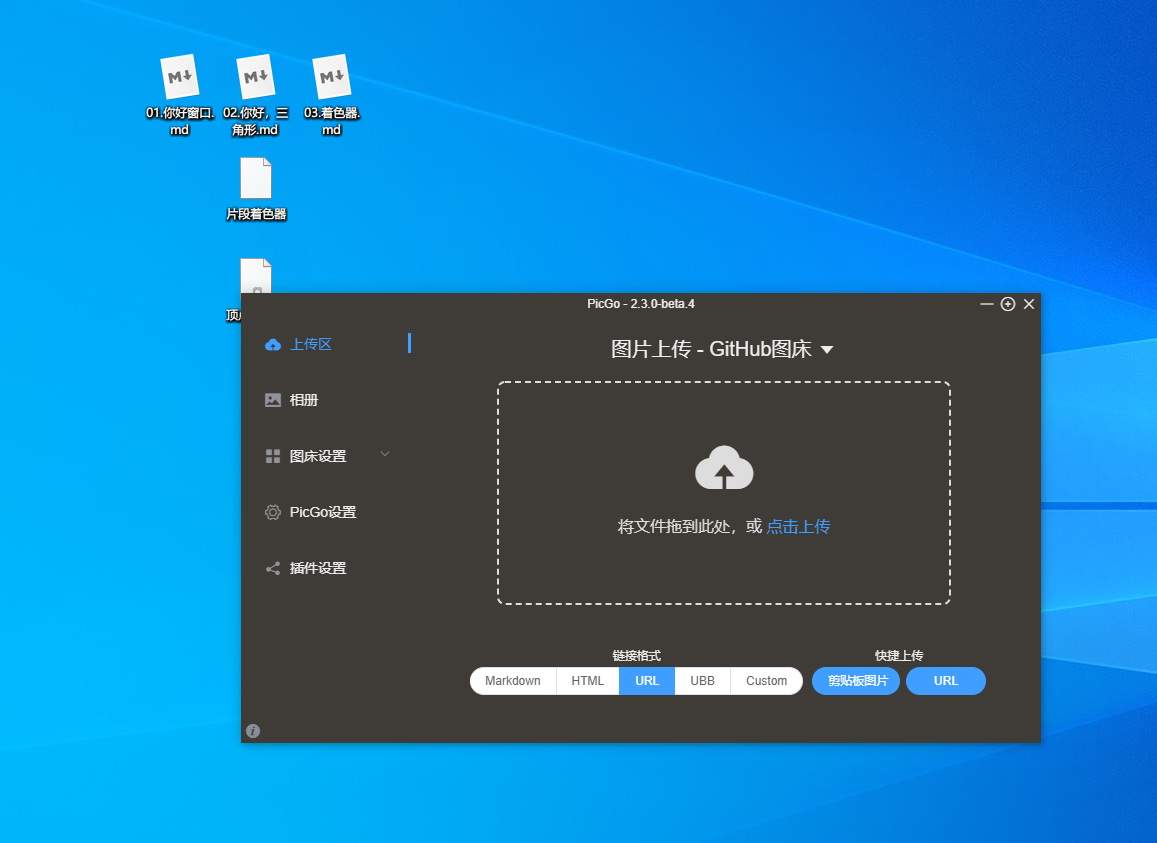 01.你好窗口.
md
02.你好，三
角形.md
03.着色器.
md
片段着色器
PicGo - 2.3.0-beta.4
上传区
图片上传 - GitHub图床
相册
图床设置
PicGo设置
插件设置
将文件拖到此处，或 点击上传
链接格式
快捷上传
Markdown
HTML
URL
UBB
Custom
剪贴板图片
URL